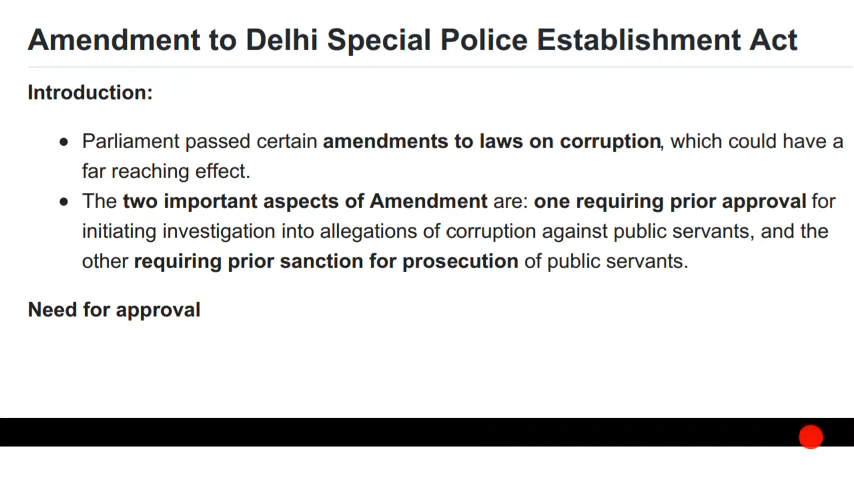 Amendment to Delhi Special Police Establishment Act
Introduction:
● Parliament passed certain amendments to laws on corruption, which could have a
far reaching effect.
● The two important aspects of Amendment are: one requiring prior approval for
initiating investigation into allegations of corruption against public servants, and the
other requiring prior sanction for prosecution of public servants.
Need for approval